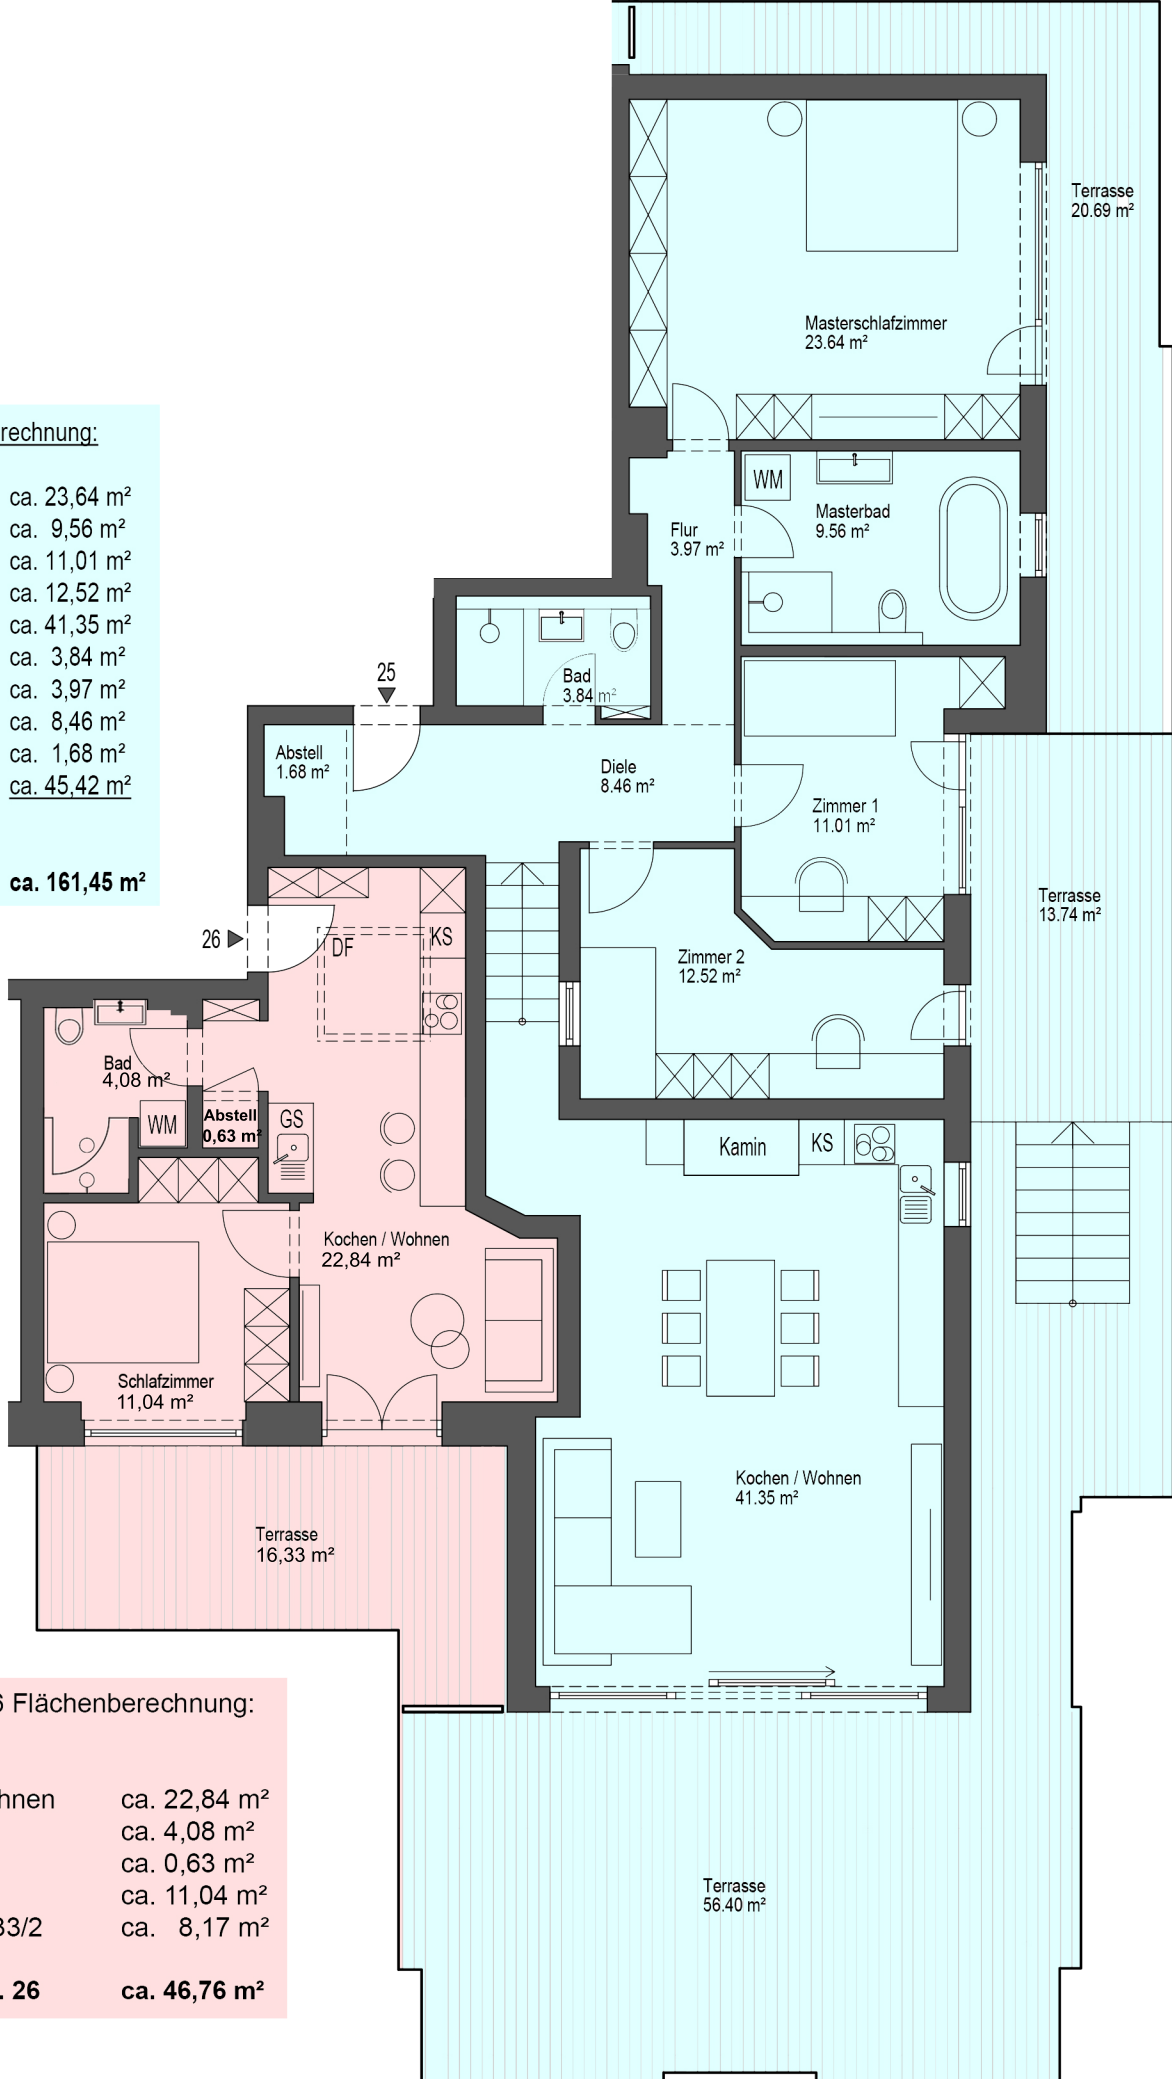 Terrasse
20.69 m²
Masterschlafzimmer
23.64 m²
rechnung:
ca. 23,64 m²
ca. 9,56 m²
ca. 11,01 m²
ca. 12,52 m²
ca. 41,35 m²
ca. 3,84 m²
ca. 3,97 m²
ca. 8,46 m²
ca. 1,68 m²
ca. 45,42 m²
ca. 161,45 m²
WM
Masterbad
9.56 m²
Flur
3.97 m²
25
Bad
3.84 m²
Abstell
1.68 m²
Diele
8.46 m²
Zimmer 1
11.01 m²
Terrasse
13.74 m²
26
DF
KS
Zimmer 2
12.52 m²
Bad
4,08 m²
WM
Abstell
0,63 m²
GS
Kamin
KS
Kochen / Wohnen
22,84 m²
Schlafzimmer
11,04 m²
Kochen / Wohnen
41.35 m²
Terrasse
16,33 m²
6 Flächenberechnung:
hnen ca. 22,84 m²
ca. 4,08 m²
ca. 0,63 m²
ca. 11,04 m²
33/2 ca. 8,17 m²
. 26 ca. 46,76 m²
Terrasse
56.40 m²